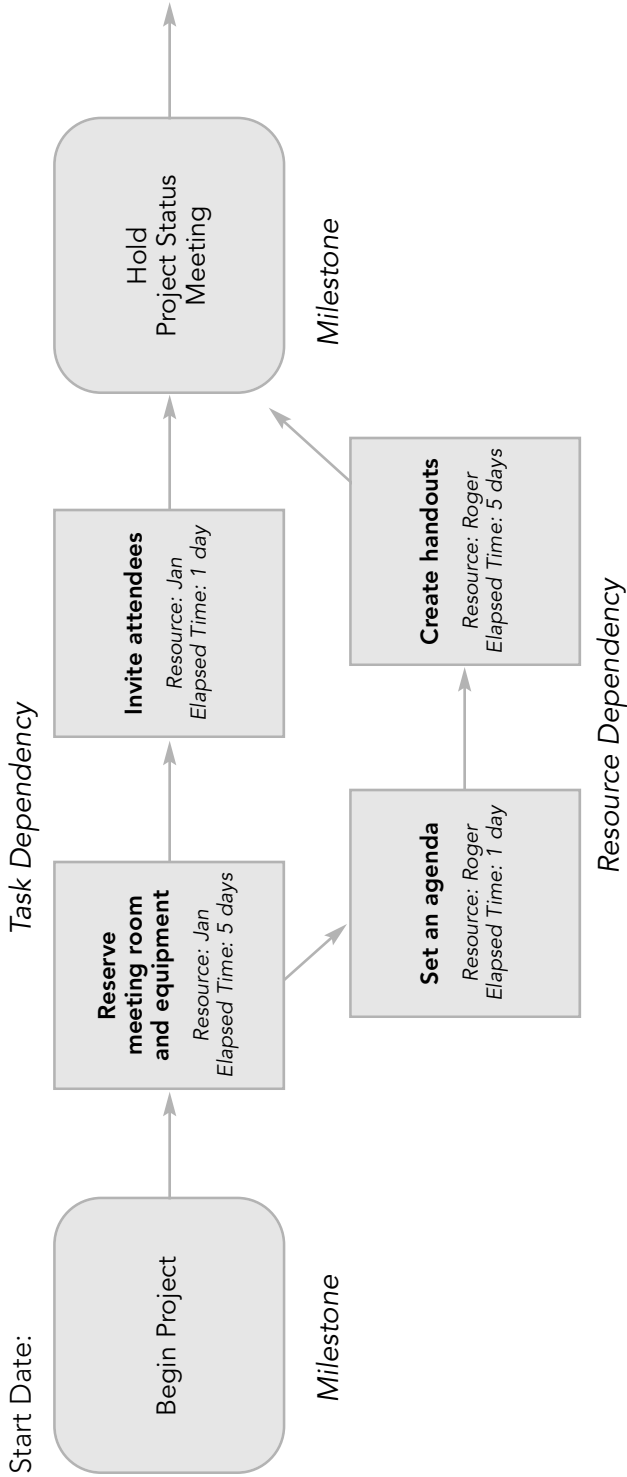 Start Date:
Task Dependency
Begin Project
Milestone
Reserve
meeting room
and equipment
Resource: Jan
Elapsed Time: 5 days
Invite attendees
Resource: Jan
Elapsed Time: 1 day
Hold
Project Status
Meeting
Milestone
Set an agenda
Resource: Roger
Elapsed Time: 1 day
Create handouts
Resource: Roger
Elapsed Time: 5 days
Resource Dependency